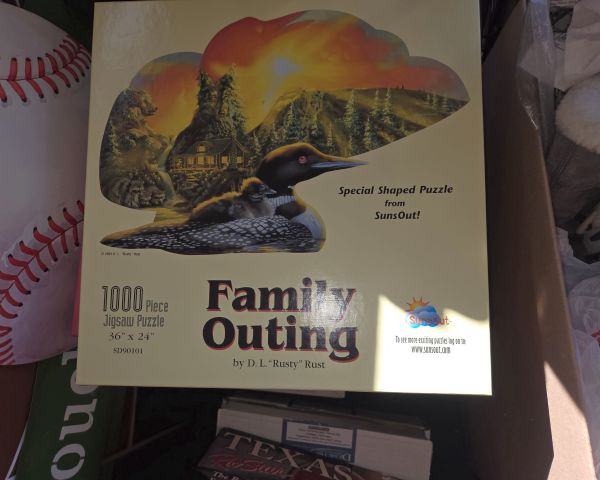 Special Shaped Puzzle
from
SunsOut!
1000 Piece
Jigsaw Puzzle
36" x 24"
SD90101
Family
Outing
by D. L. "Rusty" Rust
SunsOut
To see more exciting puzzles log on to:
www.sunsout.com
TEXAS